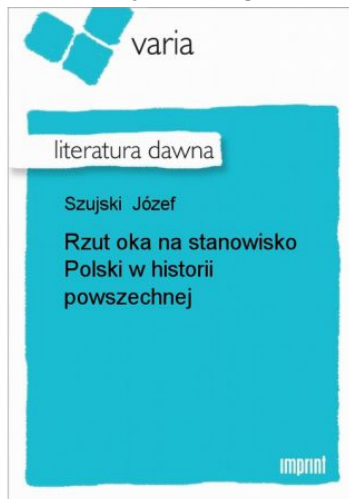 varia
literatura dawna
Szujski Józef
Rzut oka na stanowisko
Polski w historii
powszechnej
imprint